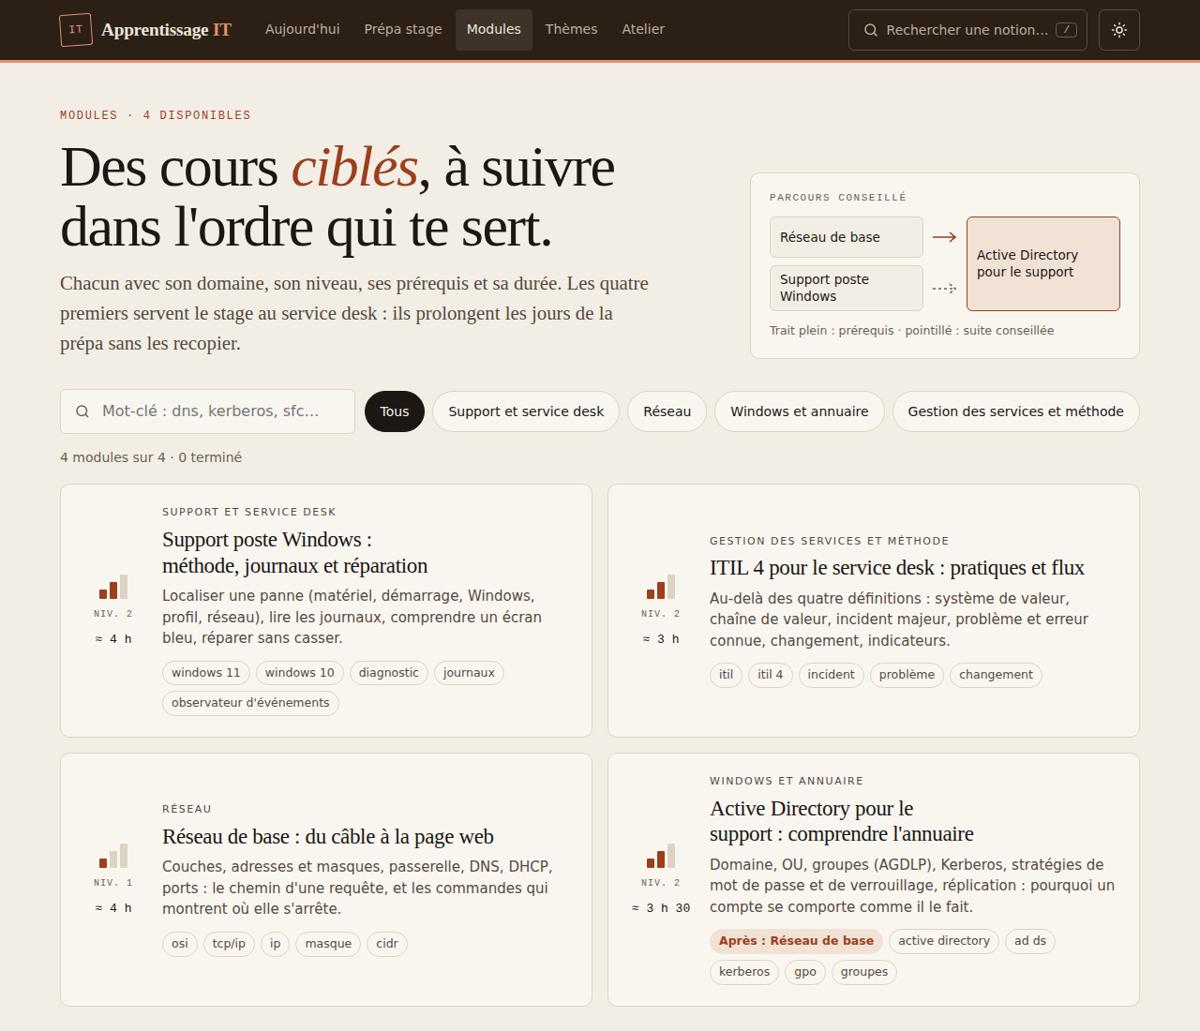 IT Apprentissage IT Aujourd'hui Prépa stage Modules Thèmes Atelier Rechercher une notion… /
MODULES · 4 DISPONIBLES
Des cours ciblés, à suivre
dans l'ordre qui te sert.
Chacun avec son domaine, son niveau, ses prérequis et sa durée. Les quatre
premiers servent le stage au service desk : ils prolongent les jours de la
prépa sans les recopier.
PARCOURS CONSEILLÉ
Réseau de base
Support poste
Windows
Active Directory
pour le support
Trait plein : prérequis · pointillé : suite conseillée
Mot-clé : dns, kerberos, sfc… Tous Support et service desk Réseau Windows et annuaire Gestion des services et méthode
4 modules sur 4 · 0 terminé
NIV. 2
≈ 4 h
SUPPORT ET SERVICE DESK
Support poste Windows :
méthode, journaux et réparation
Localiser une panne (matériel, démarrage, Windows,
profil, réseau), lire les journaux, comprendre un écran
bleu, réparer sans casser.
windows 11 windows 10 diagnostic journaux
observateur d'événements
NIV. 2
≈ 3 h
GESTION DES SERVICES ET MÉTHODE
ITIL 4 pour le service desk : pratiques et flux
Au-delà des quatre définitions : système de valeur,
chaîne de valeur, incident majeur, problème et erreur
connue, changement, indicateurs.
itil itil 4 incident problème changement
NIV. 1
≈ 4 h
RÉSEAU
Réseau de base : du câble à la page web
Couches, adresses et masques, passerelle, DNS, DHCP,
ports : le chemin d'une requête, et les commandes qui
montrent où elle s'arrête.
osi tcp/ip ip masque cidr
NIV. 2
≈ 3 h 30
WINDOWS ET ANNUAIRE
Active Directory pour le
support : comprendre l'annuaire
Domaine, OU, groupes (AGDLP), Kerberos, stratégies de
mot de passe et de verrouillage, réplication : pourquoi un
compte se comporte comme il le fait.
Après : Réseau de base active directory ad ds
kerberos gpo groupes